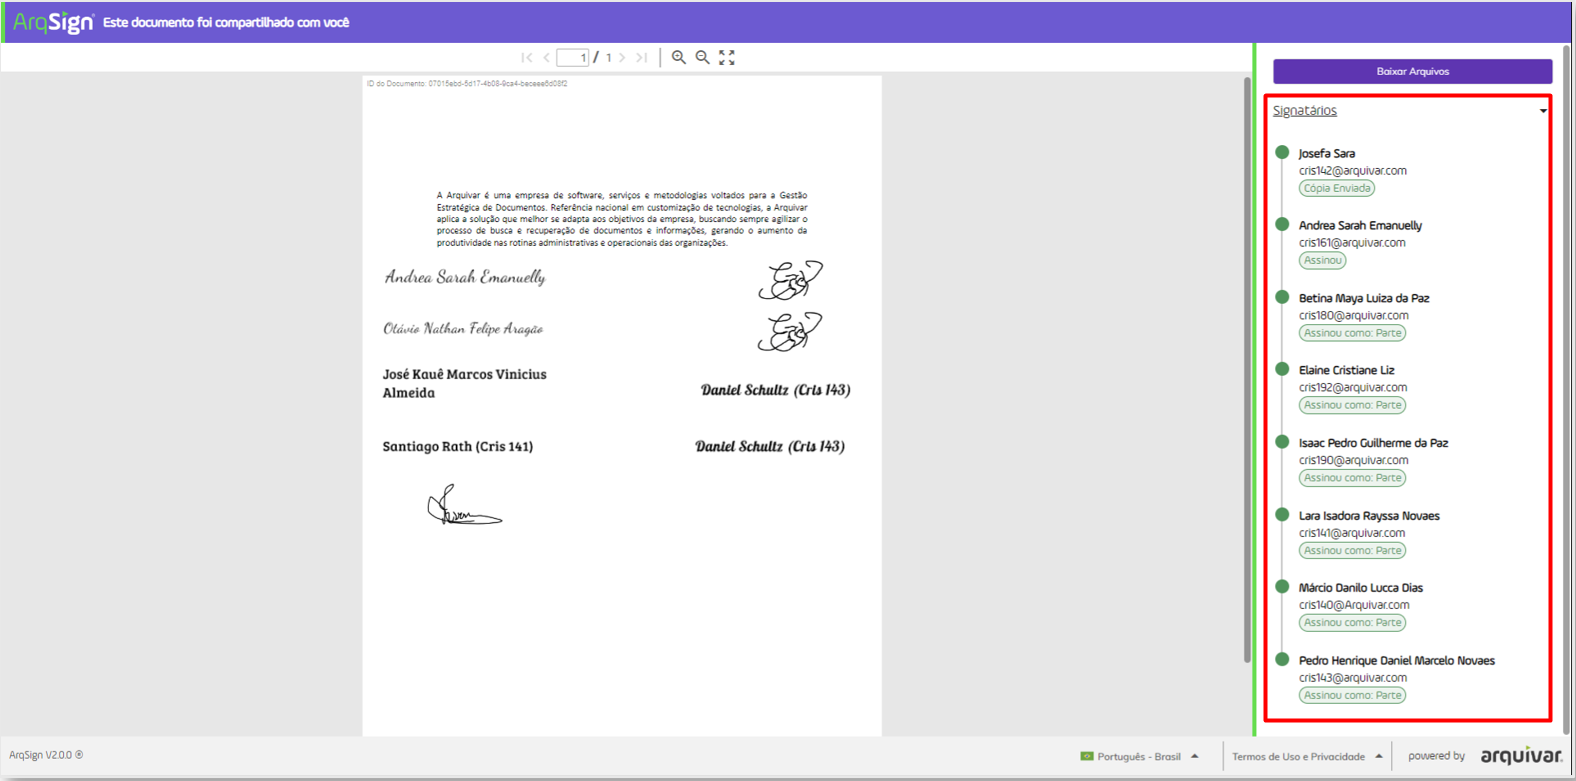 ArqSign® Este documento foi compartilhado com você
1 / 1
Baixar Arquivos
ID do Documento: 07015ebd-5d17-4b08-9ca4-beceee6d08f2
A Arquivar é uma empresa de software, serviços e metodologias voltados para a Gestão
Estratégica de Documentos. Referência nacional em customização de tecnologias, a Arquivar
aplica a solução que melhor se adapta aos objetivos da empresa, buscando sempre agilizar o
processo de busca e recuperação de documentos e informações, gerando o aumento da
produtividade nas rotinas administrativas e operacionais das organizações.
Andrea Sarah Emanuelly
Otávio Nathan Felipe Aragão
José Kauê Marcos Vinicius
Almeida
Daniel Schultz (Cris 143)
Santiago Rath (Cris 141)
Daniel Schultz (Cris 143)
Signatários
Josefa Sara
cris142@arquivar.com
Cópia Enviada
Andrea Sarah Emanuelly
cris161@arquivar.com
Assinou
Betina Maya Luiza da Paz
cris180@arquivar.com
Assinou como: Parte
Elaine Cristiane Liz
cris192@arquivar.com
Assinou como: Parte
Isaac Pedro Guilherme da Paz
cris190@arquivar.com
Assinou como: Parte
Lara Isadora Rayssa Novaes
cris141@arquivar.com
Assinou como: Parte
Márcio Danilo Lucca Dias
cris140@Arquivar.com
Assinou como: Parte
Pedro Henrique Daniel Marcelo Novaes
cris143@arquivar.com
Assinou como: Parte
ArqSign V2.0.0 ®
Português - Brasil
Termos de Uso e Privacidade
powered by arquivar.